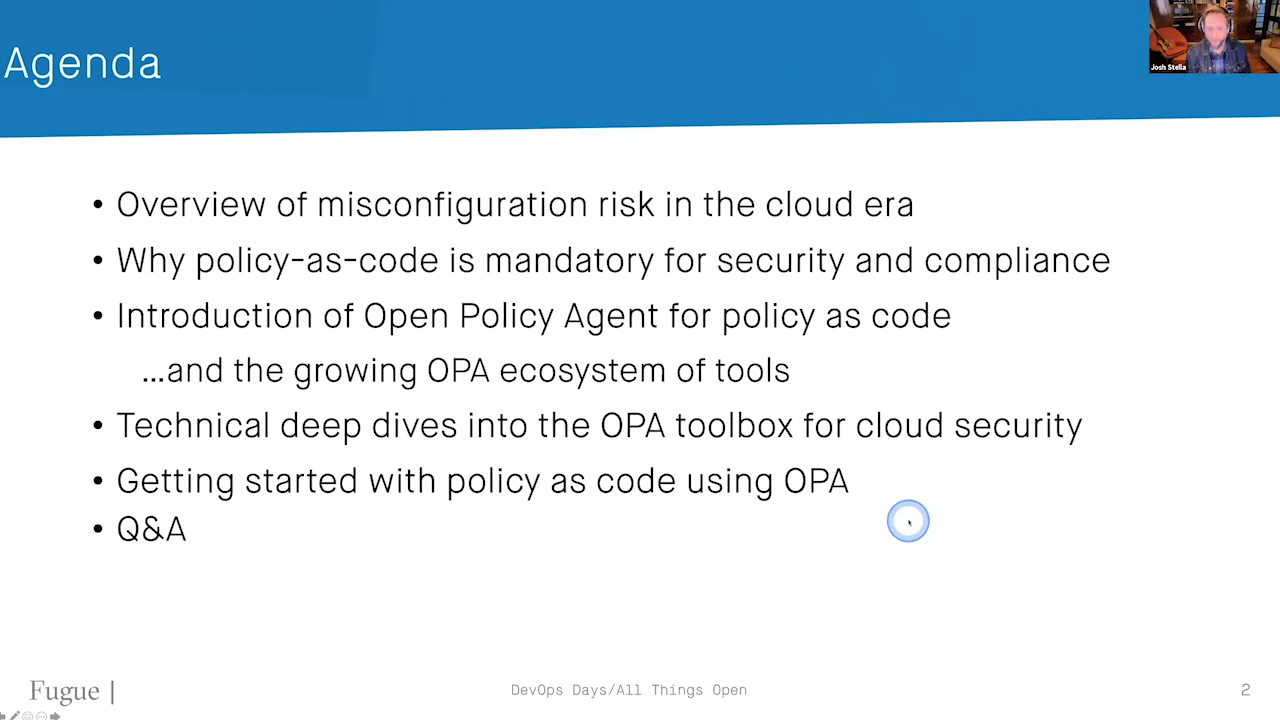 Agenda
Josh Stella
• Overview of misconfiguration risk in the cloud era
• Why policy-as-code is mandatory for security and compliance
• Introduction of Open Policy Agent for policy as code
...and the growing OPA ecosystem of tools
• Technical deep dives into the OPA toolbox for cloud security
• Getting started with policy as code using OPA
• Q&A
Fugue |
DevOps Days/All Things Open
2